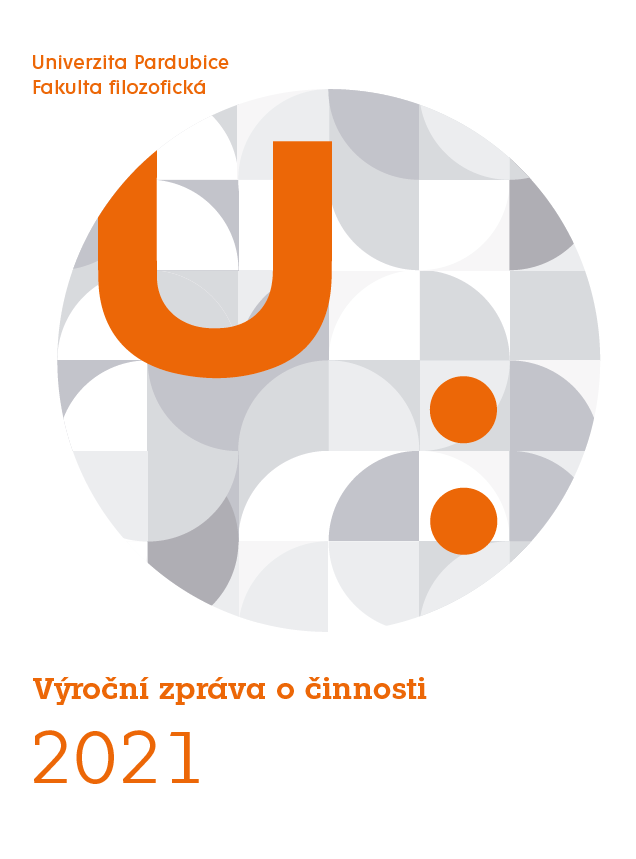 Univerzita Pardubice
Fakulta filozofická
U:
Výroční zpráva o činnosti
2021